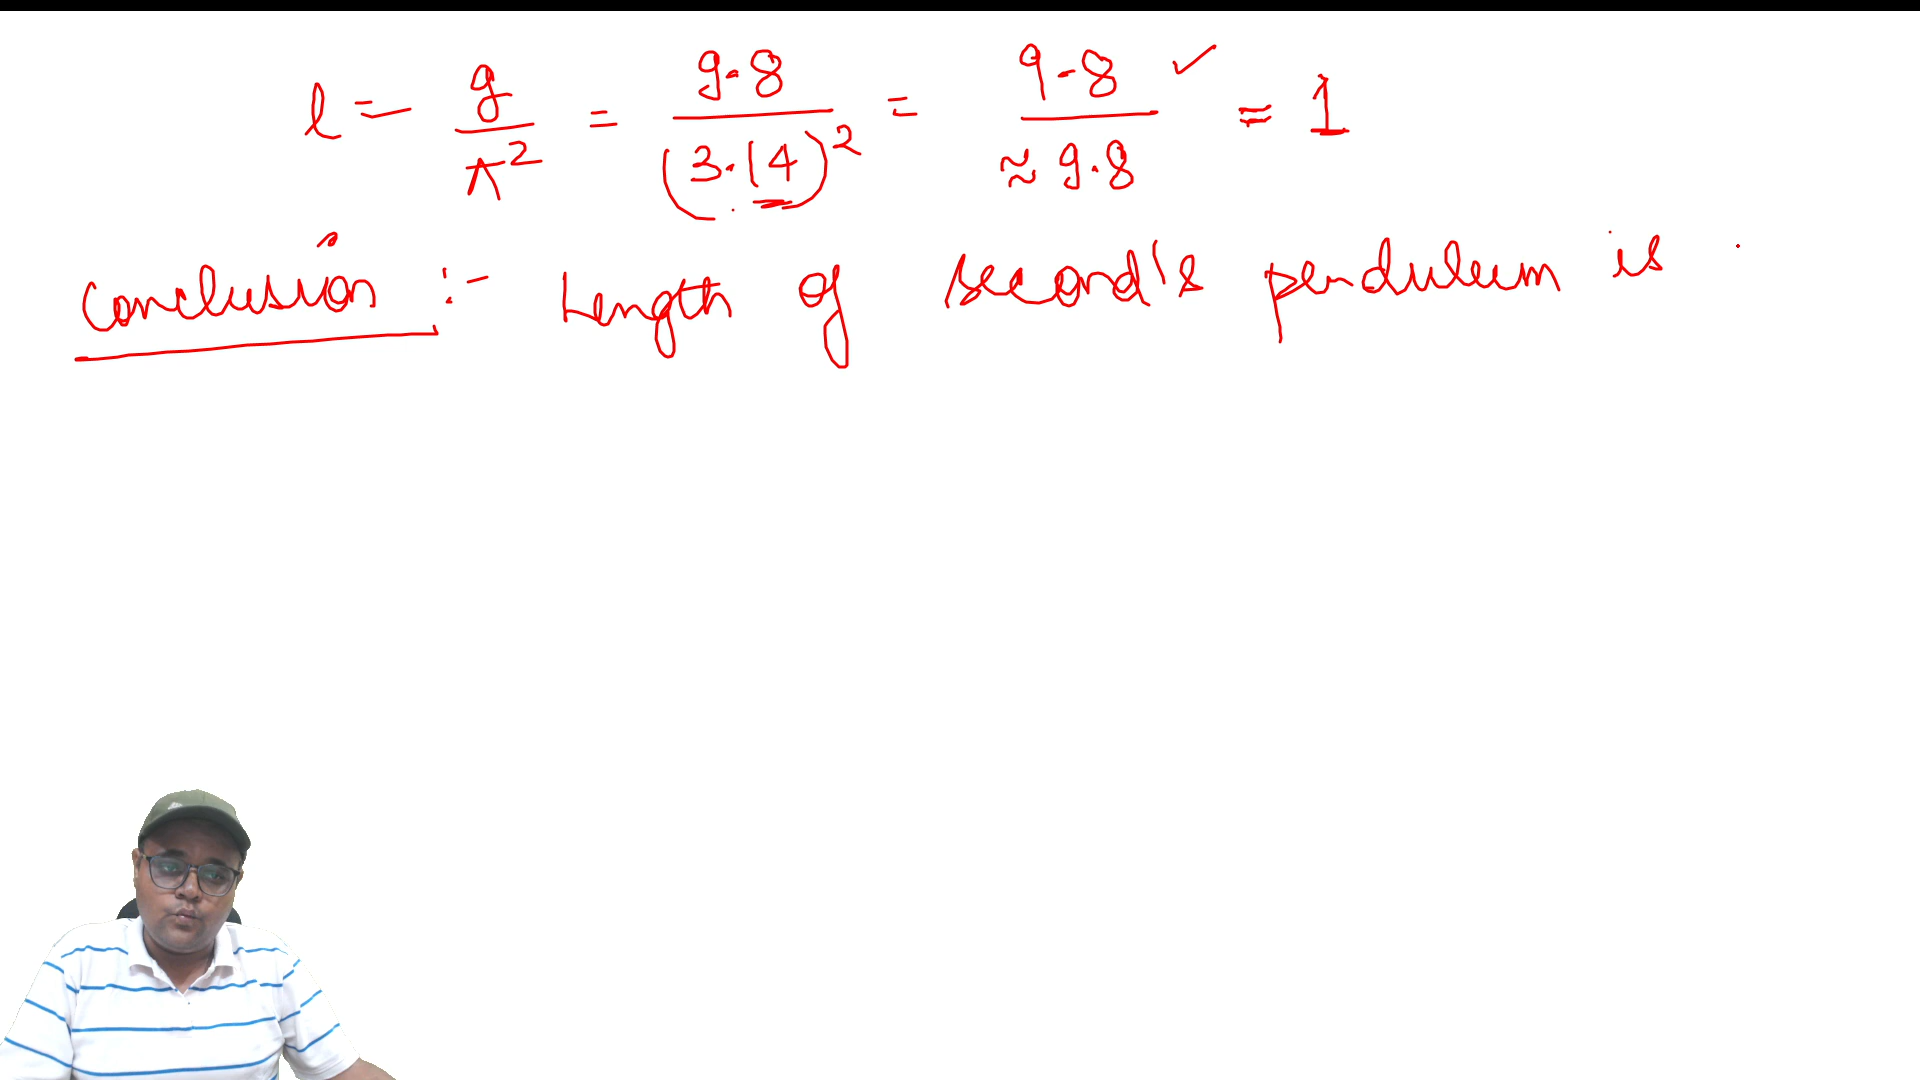 l = g/π² = 9.8/(3.14)² = 9.8/≈ 9.8 ✓ = 1
Conclusion :- Length of second's pendulum is